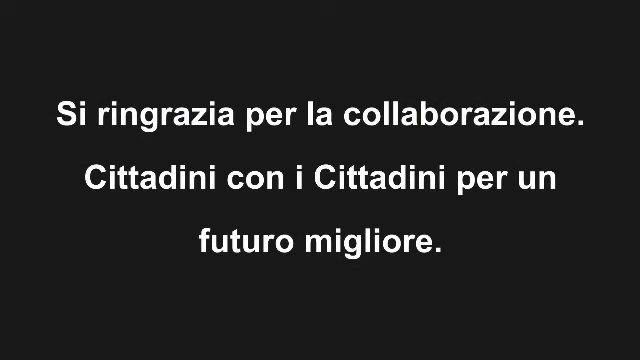 Si ringrazia per la collaborazione.
Cittadini con i Cittadini per un
futuro migliore.